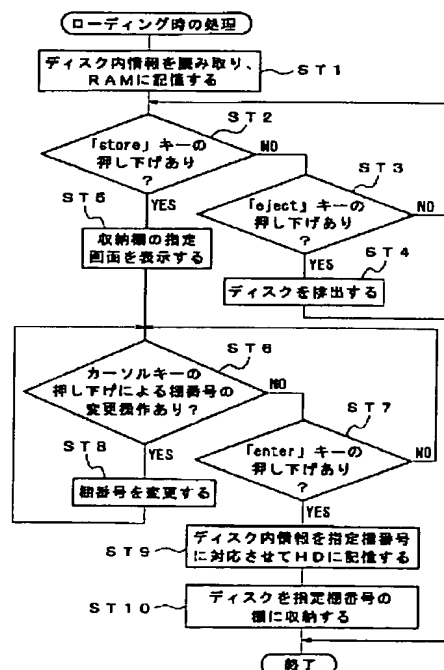 ローディング時の処理
ディスク内情報を読み取り、
RAMに記憶する
ST1
ST2
「store」キーの
押し下げあり
?
NO
YES
ST3
「eject」キーの
押し下げあり
?
NO
YES
ST5
収納棚の指定
画面を表示する
ST4
ディスクを排出する
ST6
カーソルキーの
押し下げによる棚番号の
変更操作あり?
NO
YES
ST7
「enter」キーの
押し下げあり
?
NO
YES
ST8
棚番号を変更する
ST9
ディスク内情報を指定棚番号
に対応させてHDに記憶する
ST10
ディスクを指定棚番号の
棚に収納する
終了